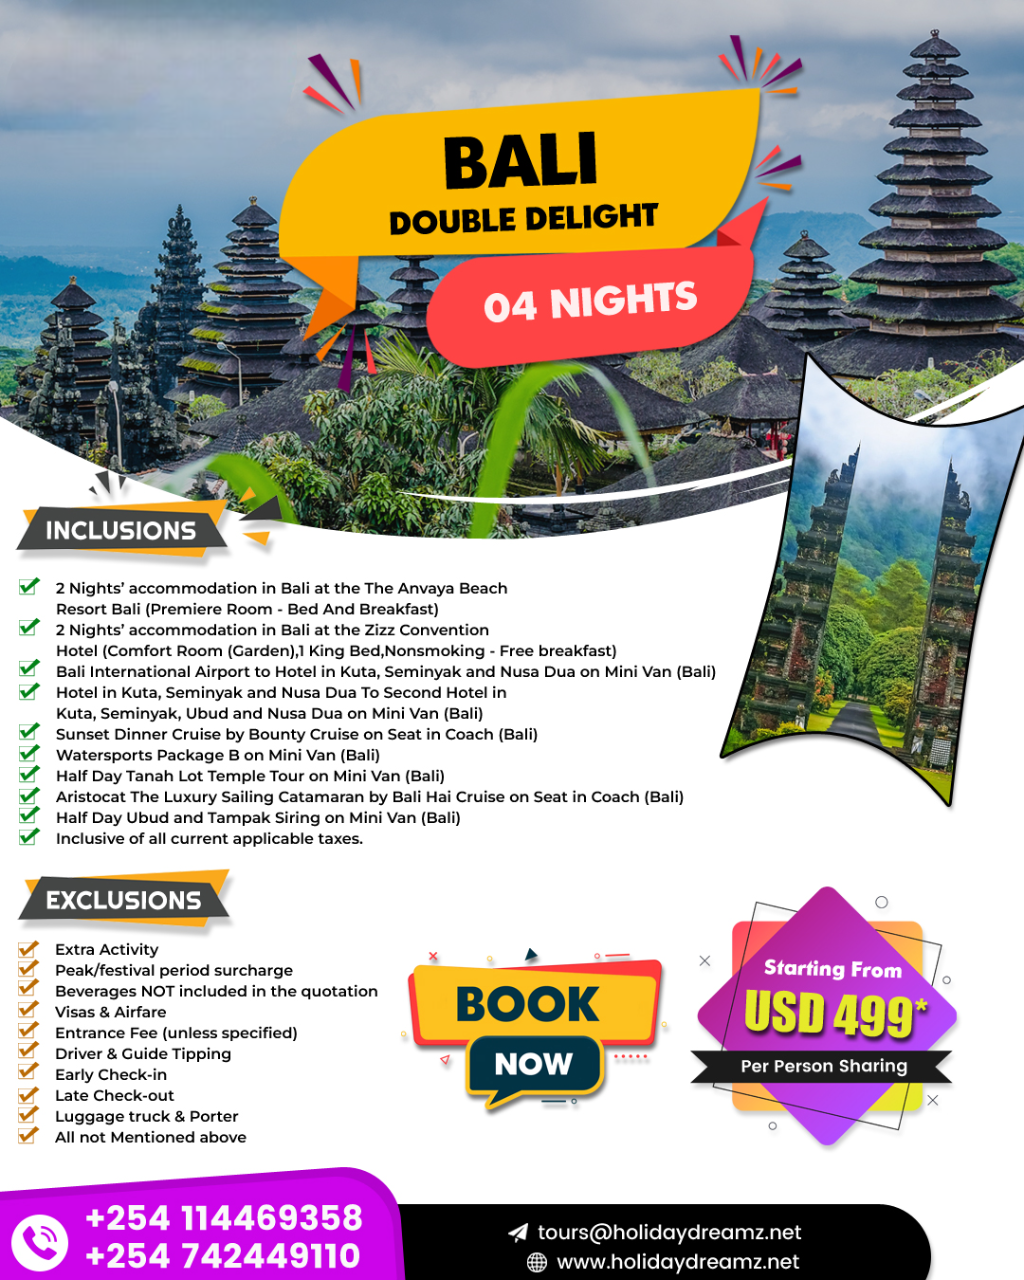 BALI
DOUBLE DELIGHT
04 NIGHTS
INCLUSIONS
2 Nights’ accommodation in Bali at the The Anvaya Beach
Resort Bali (Premiere Room - Bed And Breakfast)
2 Nights’ accommodation in Bali at the Zizz Convention
Hotel (Comfort Room (Garden),1 King Bed,Nonsmoking - Free breakfast)
Bali International Airport to Hotel in Kuta, Seminyak and Nusa Dua on Mini Van (Bali)
Hotel in Kuta, Seminyak and Nusa Dua To Second Hotel in
Kuta, Seminyak, Ubud and Nusa Dua on Mini Van (Bali)
Sunset Dinner Cruise by Bounty Cruise on Seat in Coach (Bali)
Watersports Package B on Mini Van (Bali)
Half Day Tanah Lot Temple Tour on Mini Van (Bali)
Aristocat The Luxury Sailing Catamaran by Bali Hai Cruise on Seat in Coach (Bali)
Half Day Ubud and Tampak Siring on Mini Van (Bali)
Inclusive of all current applicable taxes.
EXCLUSIONS
Extra Activity
Peak/festival period surcharge
Beverages NOT included in the quotation
Visas & Airfare
Entrance Fee (unless specified)
Driver & Guide Tipping
Early Check-in
Late Check-out
Luggage truck & Porter
All not Mentioned above
BOOK
NOW
Starting From
USD 499*
Per Person Sharing
+254 114469358
+254 742449110
tours@holidaydreamz.net
www.holidaydreamz.net